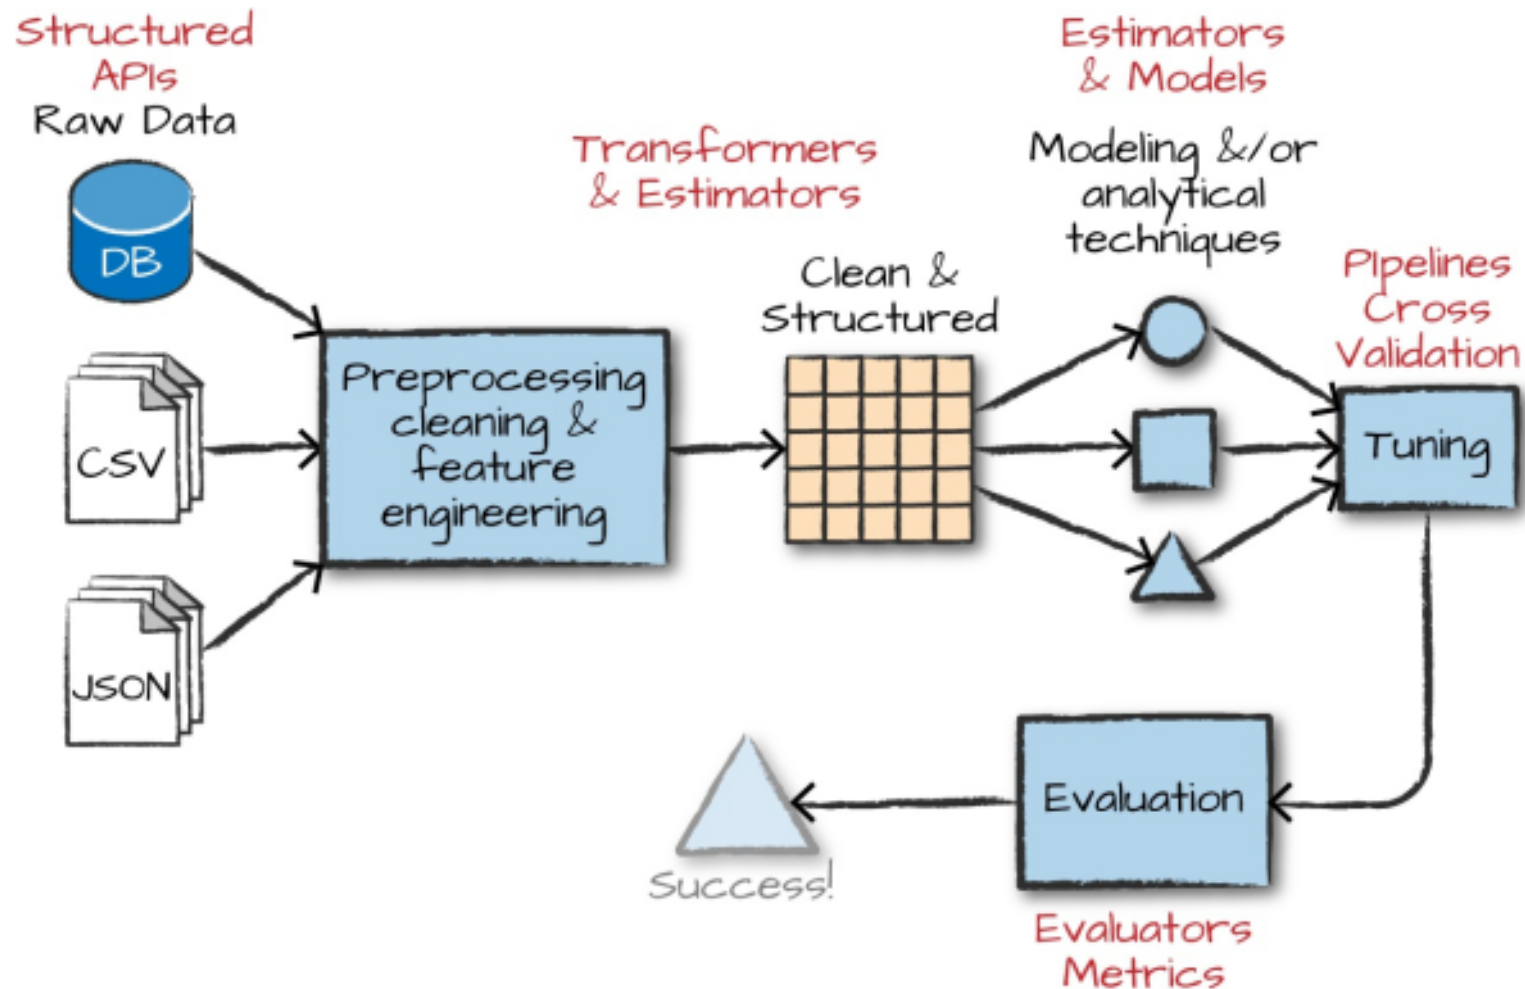 Structured
APIs
Raw Data
DB
CSV
JSON
Preprocessing
cleaning &
feature
engineering
Transformers
& Estimators
Clean &
Structured
Estimators
& Models
Modeling &/or
analytical
techniques
PIpelines
Cross
Validation
Tuning
Evaluation
Evaluators
Metrics
Success!